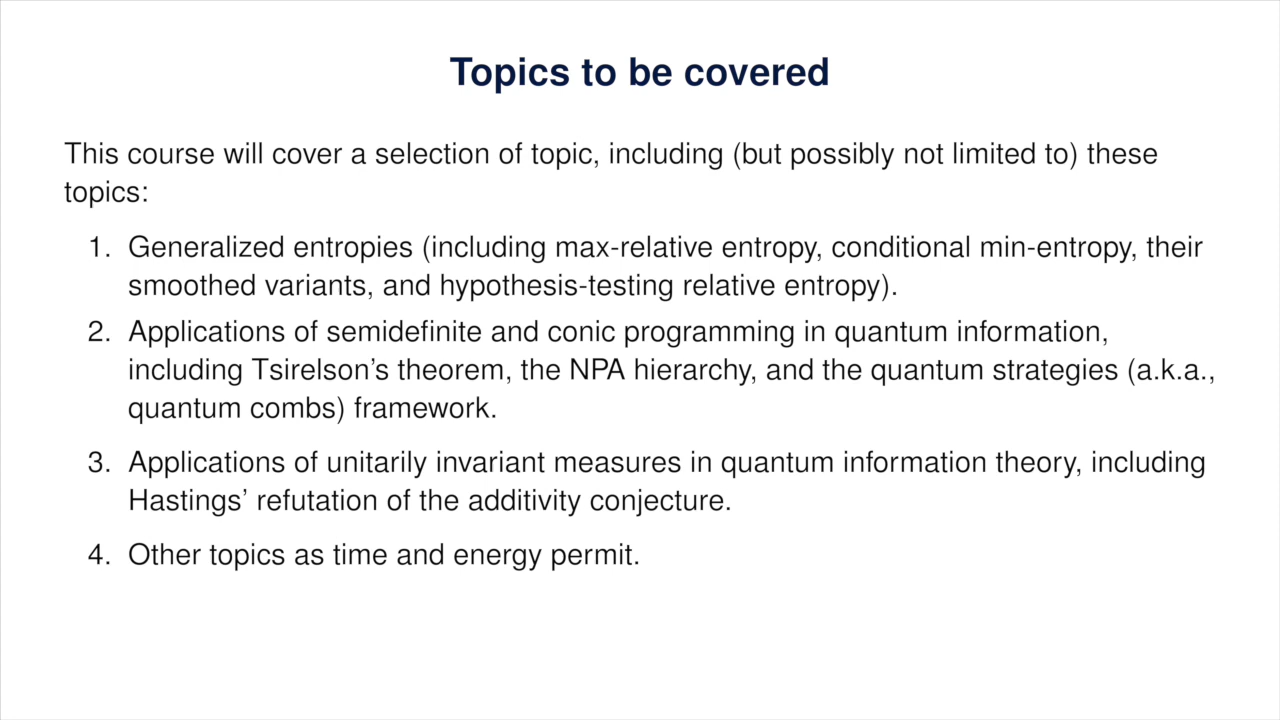 Topics to be covered
This course will cover a selection of topic, including (but possibly not limited to) these
topics:
1. Generalized entropies (including max-relative entropy, conditional min-entropy, their
smoothed variants, and hypothesis-testing relative entropy).
2. Applications of semidefinite and conic programming in quantum information,
including Tsirelson’s theorem, the NPA hierarchy, and the quantum strategies (a.k.a.,
quantum combs) framework.
3. Applications of unitarily invariant measures in quantum information theory, including
Hastings’ refutation of the additivity conjecture.
4. Other topics as time and energy permit.